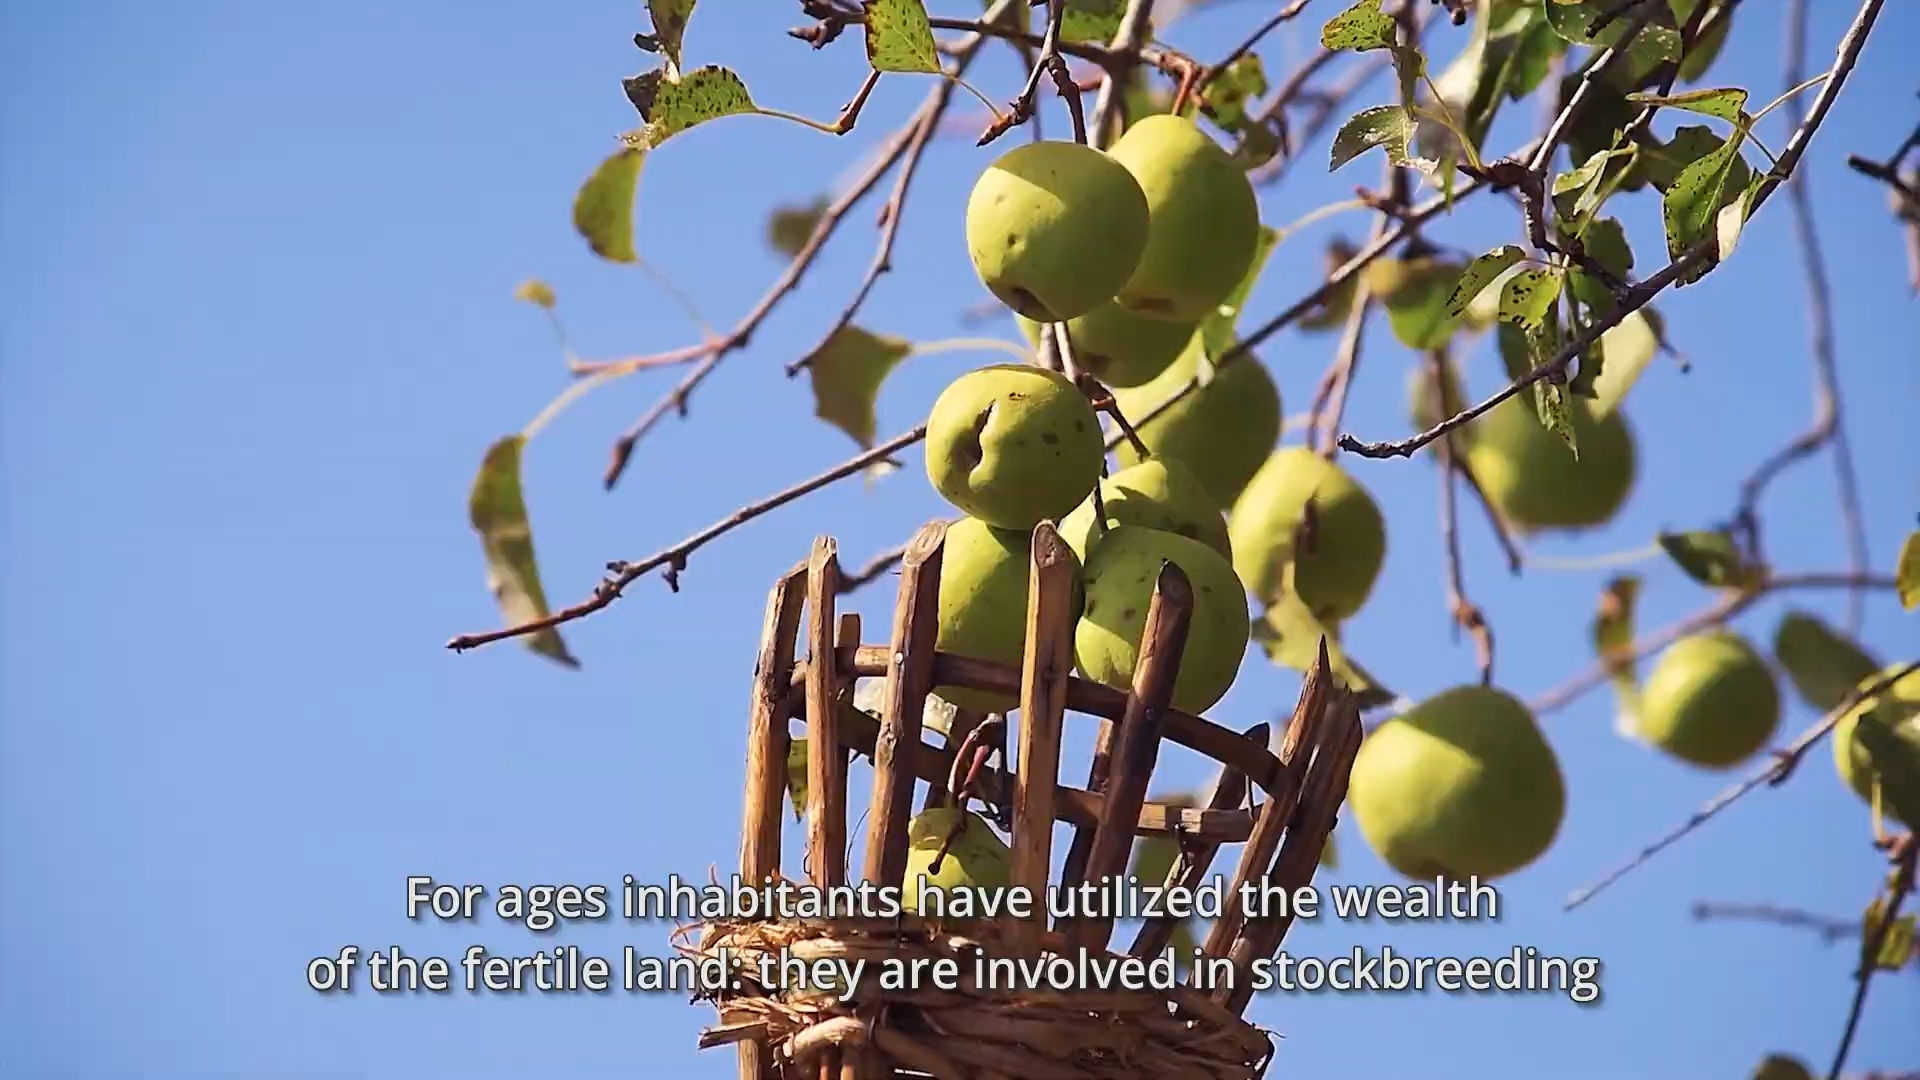 For ages inhabitants have utilized the wealth
of the fertile land: they are involved in stockbreeding